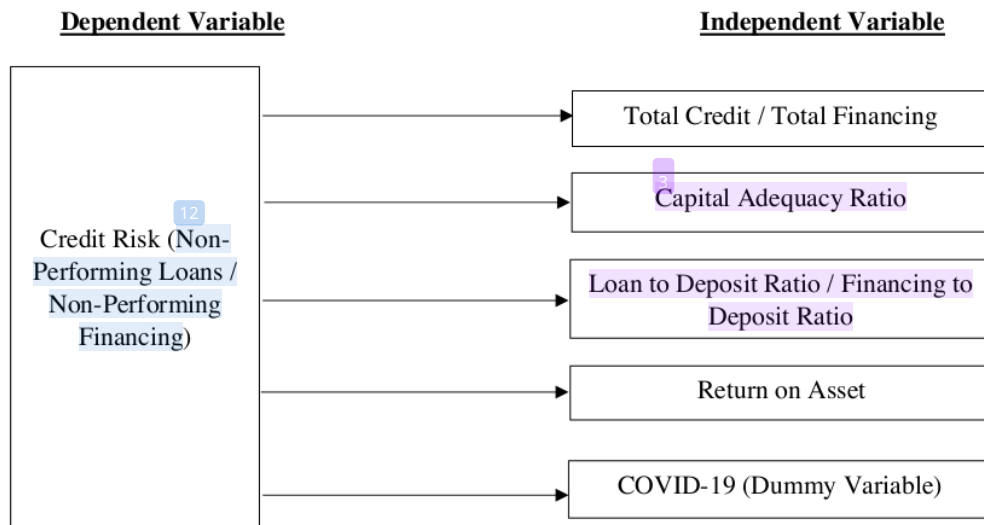 Dependent Variable
Independent Variable
Total Credit / Total Financing
3
Capital Adequacy Ratio
12
Credit Risk (Non-
Performing Loans /
Non-Performing
Financing)
Loan to Deposit Ratio / Financing to
Deposit Ratio
Return on Asset
COVID-19 (Dummy Variable)